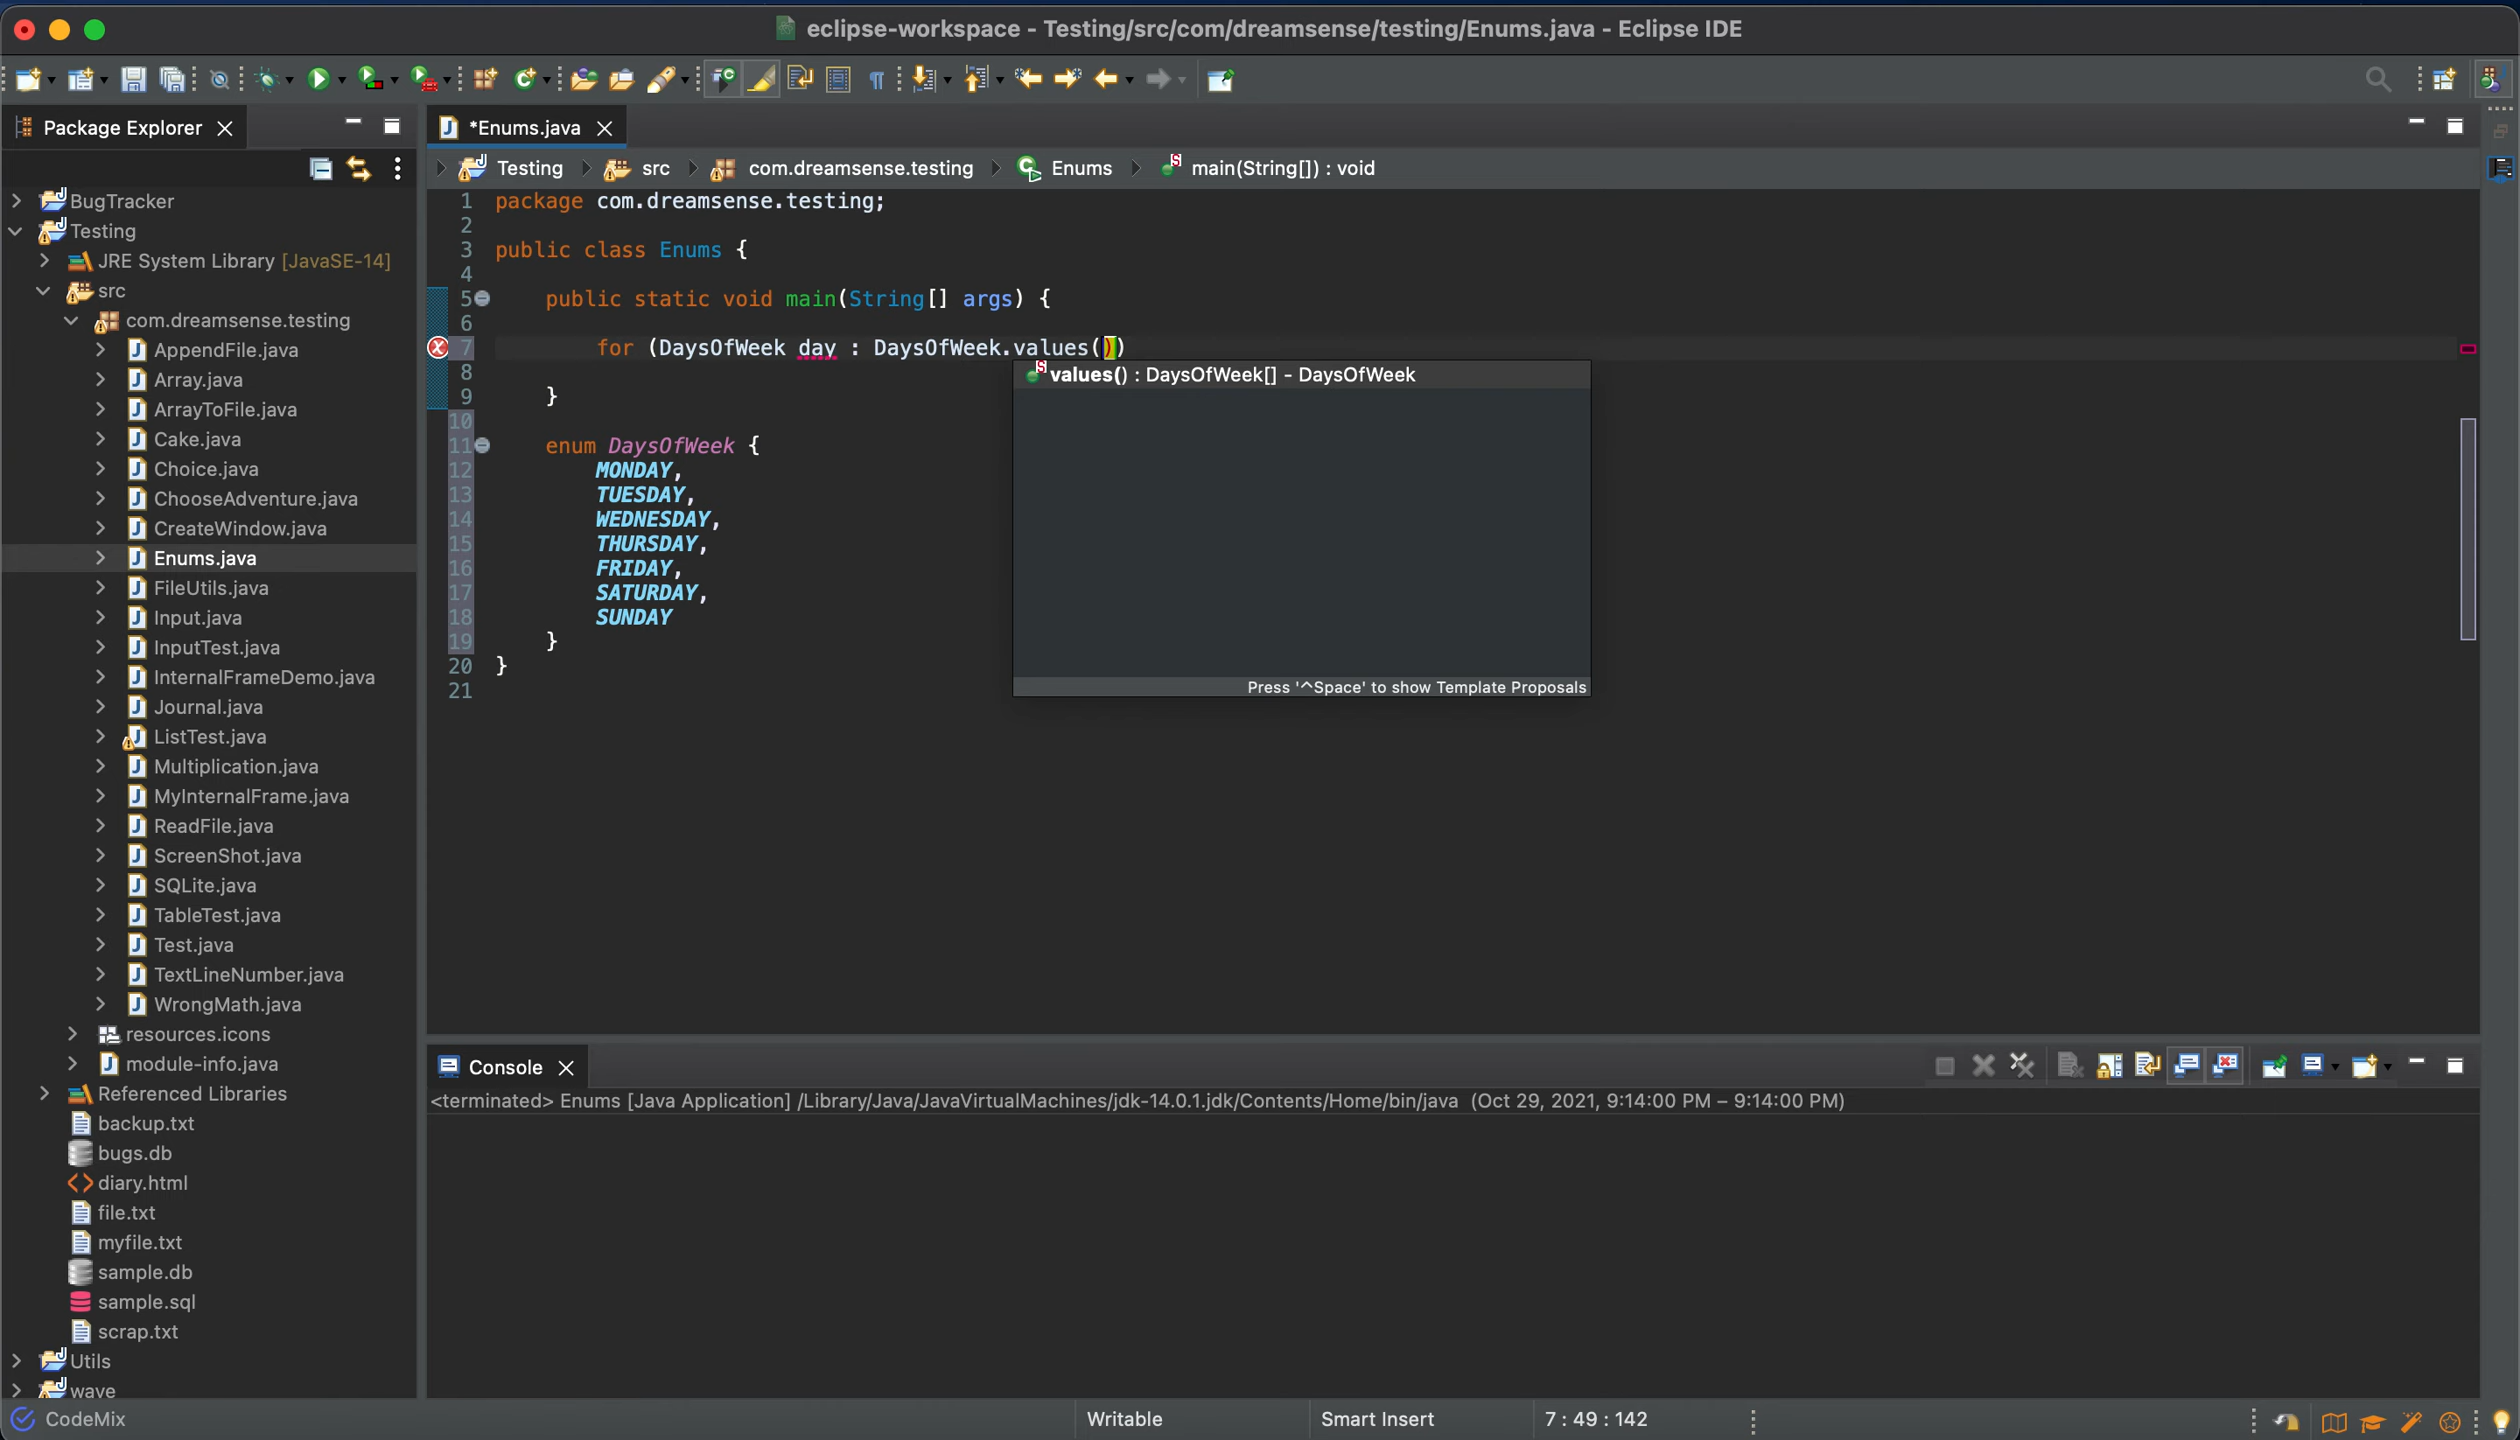 eclipse-workspace - Testing/src/com/dreamsense/testing/Enums.java - Eclipse IDE
Package Explorer
BugTracker
Testing
JRE System Library [JavaSE-14]
src
com.dreamsense.testing
AppendFile.java
Array.java
ArrayToFile.java
Cake.java
Choice.java
ChooseAdventure.java
CreateWindow.java
Enums.java
FileUtils.java
Input.java
InputTest.java
InternalFrameDemo.java
Journal.java
ListTest.java
Multiplication.java
MyInternalFrame.java
ReadFile.java
ScreenShot.java
SQLite.java
TableTest.java
Test.java
TextLineNumber.java
WrongMath.java
resources.icons
module-info.java
Referenced Libraries
backup.txt
bugs.db
diary.html
file.txt
myfile.txt
sample.db
sample.sql
scrap.txt
Utils
wave
*Enums.java
Testing src com.dreamsense.testing Enums main(String[]) : void
1 package com.dreamsense.testing;
2
3 public class Enums {
4
5 public static void main(String[] args) {
6
7 for (DaysOfWeek day : DaysOfWeek.values())
8
9 }
10
11 enum DaysOfWeek {
12 MONDAY,
13 TUESDAY,
14 WEDNESDAY,
15 THURSDAY,
16 FRIDAY,
17 SATURDAY,
18 SUNDAY
19 }
20 }
21
values() : DaysOfWeek[] - DaysOfWeek
Press '^Space' to show Template Proposals
Console
<terminated> Enums [Java Application] /Library/Java/JavaVirtualMachines/jdk-14.0.1.jdk/Contents/Home/bin/java (Oct 29, 2021, 9:14:00 PM – 9:14:00 PM)
CodeMix
Writable
Smart Insert
7 : 49 : 142